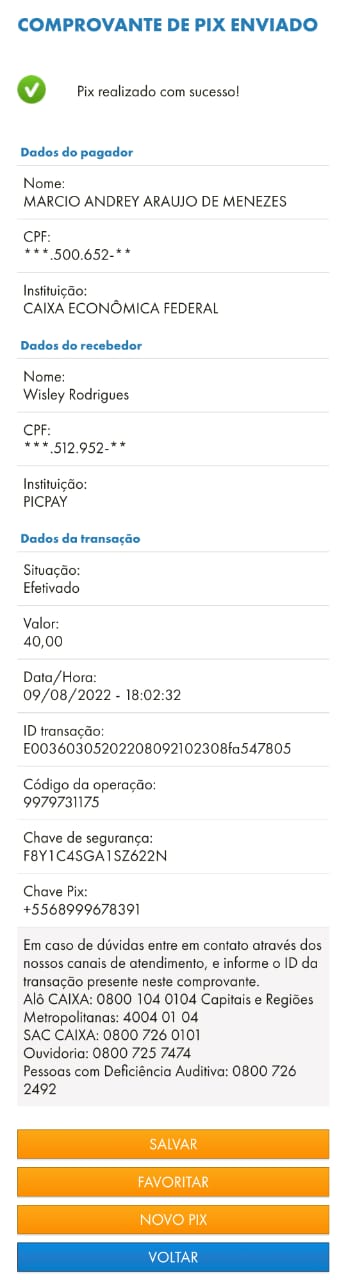 COMPROVANTE DE PIX ENVIADO
Pix realizado com sucesso!
Dados do pagador
Nome:
MARCIO ANDREY ARAUJO DE MENEZES
CPF:
***.500.652-**
Instituição:
CAIXA ECONÔMICA FEDERAL
Dados do recebedor
Nome:
Wisley Rodrigues
CPF:
***.512.952-**
Instituição:
PICPAY
Dados da transação
Situação:
Efetivado
Valor:
40,00
Data/Hora:
09/08/2022 - 18:02:32
ID transação:
E00360305202208092102308fa547805
Código da operação:
9979731175
Chave de segurança:
F8Y1C4SGA1SZ622N
Chave Pix:
+5568999678391
Em caso de dúvidas entre em contato através dos
nossos canais de atendimento, e informe o ID da
transação presente neste comprovante.
Alô CAIXA: 0800 104 0104 Capitais e Regiões
Metropolitanas: 4004 01 04
SAC CAIXA: 0800 726 0101
Ouvidoria: 0800 725 7474
Pessoas com Deficiência Auditiva: 0800 726
2492
SALVAR
FAVORITAR
NOVO PIX
VOLTAR